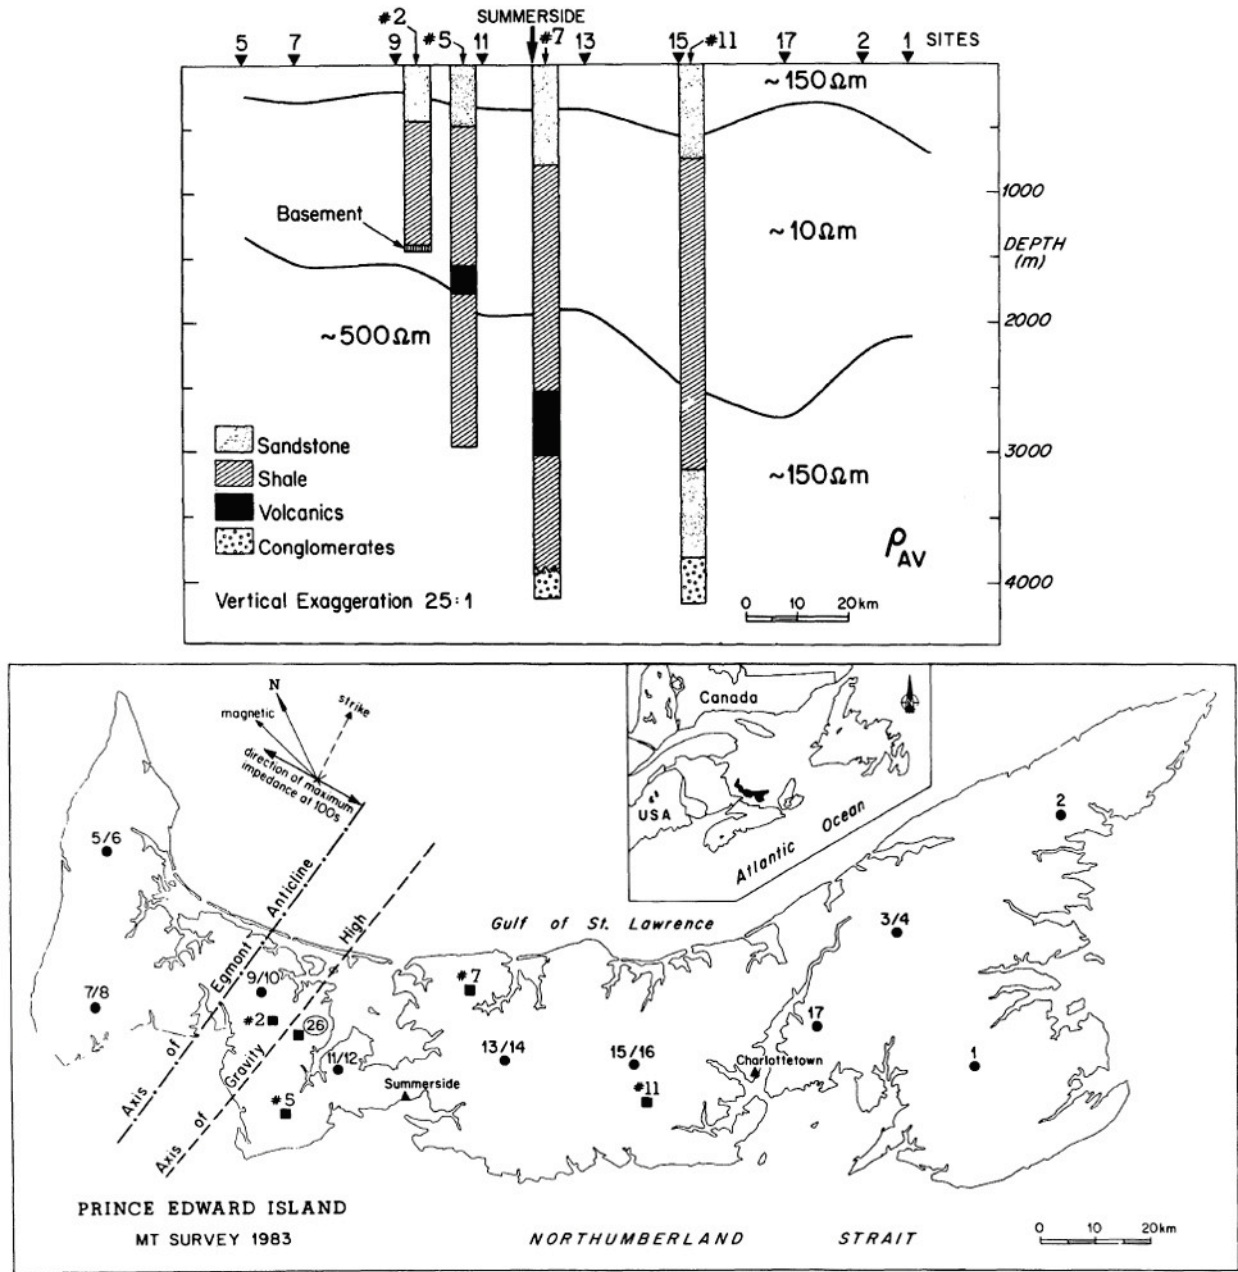 SUMMERSIDE
#2
5 7 9 #5 11 #7 13 15 #11 17 2 1 SITES
~150Ωm
1000
Basement
~10Ωm
DEPTH
(m)
2000
~500Ωm
Sandstone
3000
Shale
~150Ωm
Volcanics
Conglomerates
ρAV
4000
Vertical Exaggeration 25:1
0 10 20km
N
strike
magnetic
direction of maximum
impedance at 100s
Canada
USA
Atlantic Ocean
5/6
2
Axis of Egmont Anticline
Axis of Gravity High
Gulf of St. Lawrence
3/4
7/8
9/10
#7
#2
26
17
11/12
13/14
15/16
Charlottetown
1
Summerside
#11
#5
PRINCE EDWARD ISLAND
MT SURVEY 1983
NORTHUMBERLAND STRAIT
0 10 20km